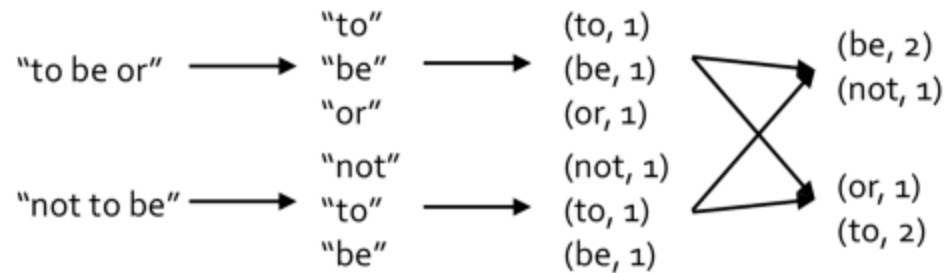 "to be or"
"to"
"be"
"or"
(to, 1)
(be, 1)
(or, 1)
"not to be"
"not"
"to"
"be"
(not, 1)
(to, 1)
(be, 1)
(be, 2)
(not, 1)
(or, 1)
(to, 2)